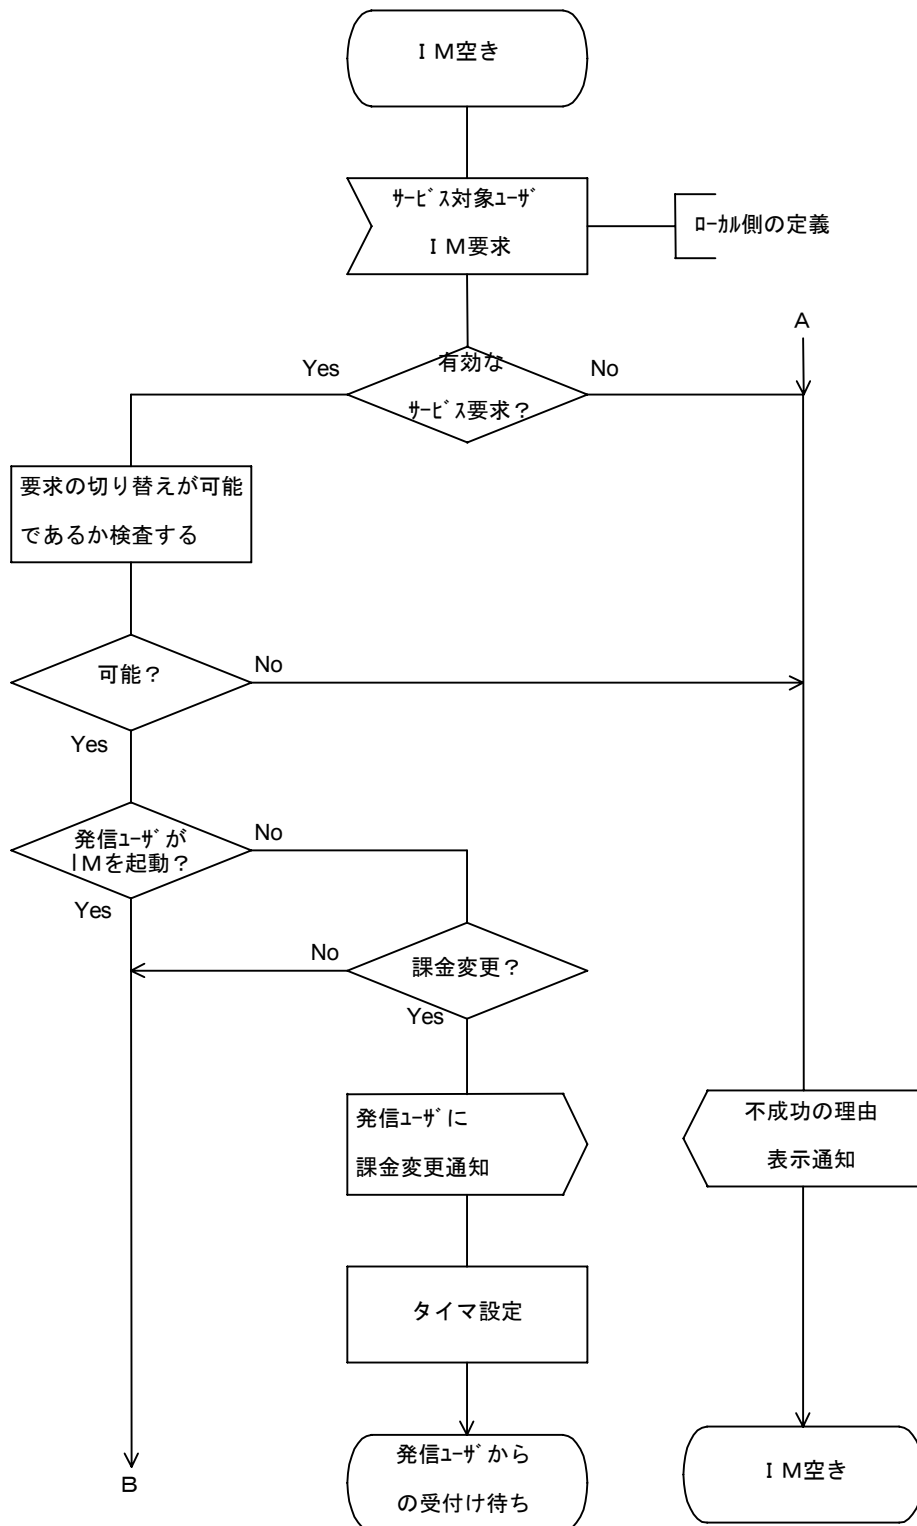 ＩＭ空き
ｻｰﾋﾞｽ対象ﾕｰｻﾞ
ＩＭ要求
ﾛｰｶﾙ側の定義
Ａ
Yes
有効な
No
ｻｰﾋﾞｽ要求？
要求の切り替えが可能
であるか検査する
可能？
No
Yes
発信ﾕｰｻﾞが
ＩＭを起動？
No
Yes
No
課金変更？
Yes
発信ﾕｰｻﾞに
課金変更通知
不成功の理由
表示通知
タイマ設定
Ｂ
発信ﾕｰｻﾞから
の受付け待ち
ＩＭ空き